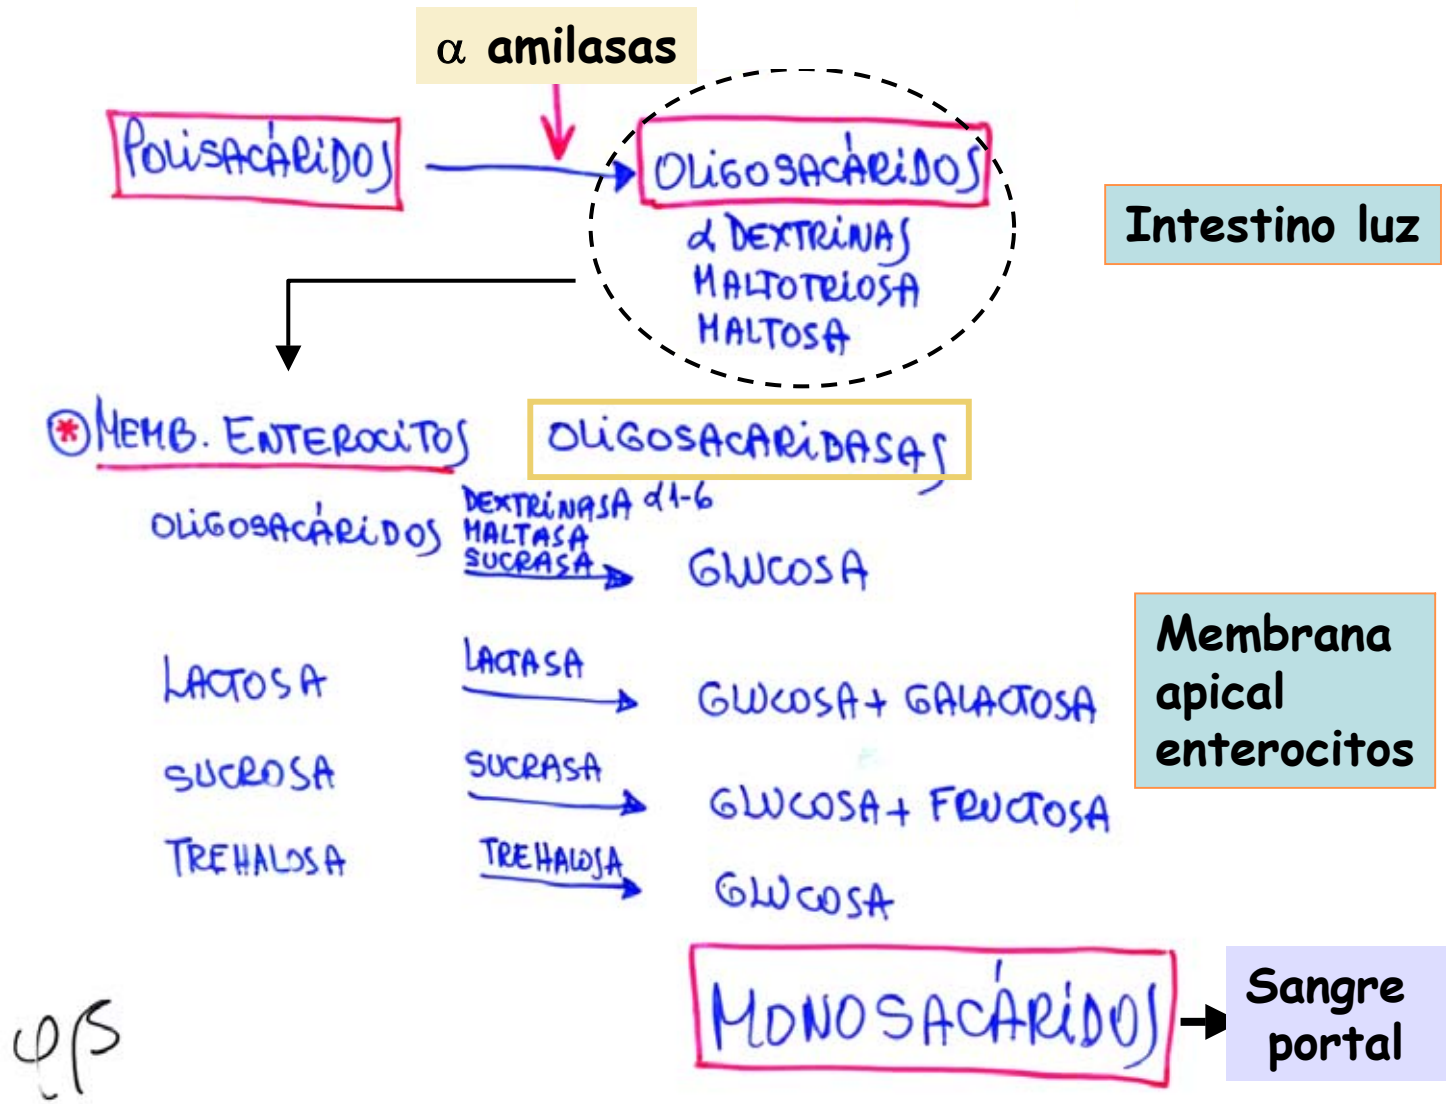 α amilasas
POLISACÁRIDOS
OLIGOSACÁRIDOS
α DEXTRINAS
MALTOTRIOSA
MALTOSA
Intestino luz
* MEMB. ENTEROCITOS
OLIGOSACARIDASAS
OLIGOSACÁRIDOS
DEXTRINASA α1-6
MALTASA
SUCRASA
GLUCOSA
LACTOSA
LACTASA
GLUCOSA + GALACTOSA
SUCROSA
SUCRASA
GLUCOSA + FRUCTOSA
TREHALOSA
TREHALOSA
GLUCOSA
Membrana
apical
enterocitos
MONOSACÁRIDOS
Sangre
portal